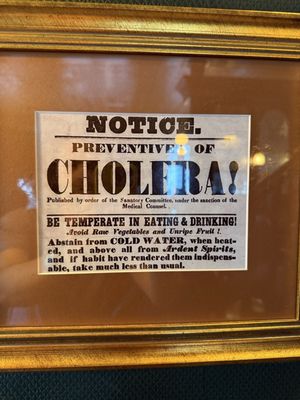 NOTICE.
PREVENTIVES OF
CHOLERA!
Published by order of the Sanatory Committee, under the sanction of the
Medical Counsel.
BE TEMPERATE IN EATING & DRINKING!
Avoid Raw Vegetables and Unripe Fruit !
Abstain from COLD WATER, when heat-
ed, and above all from Ardent Spirits,
and if habit have rendered them indispens-
able, take much less than usual.